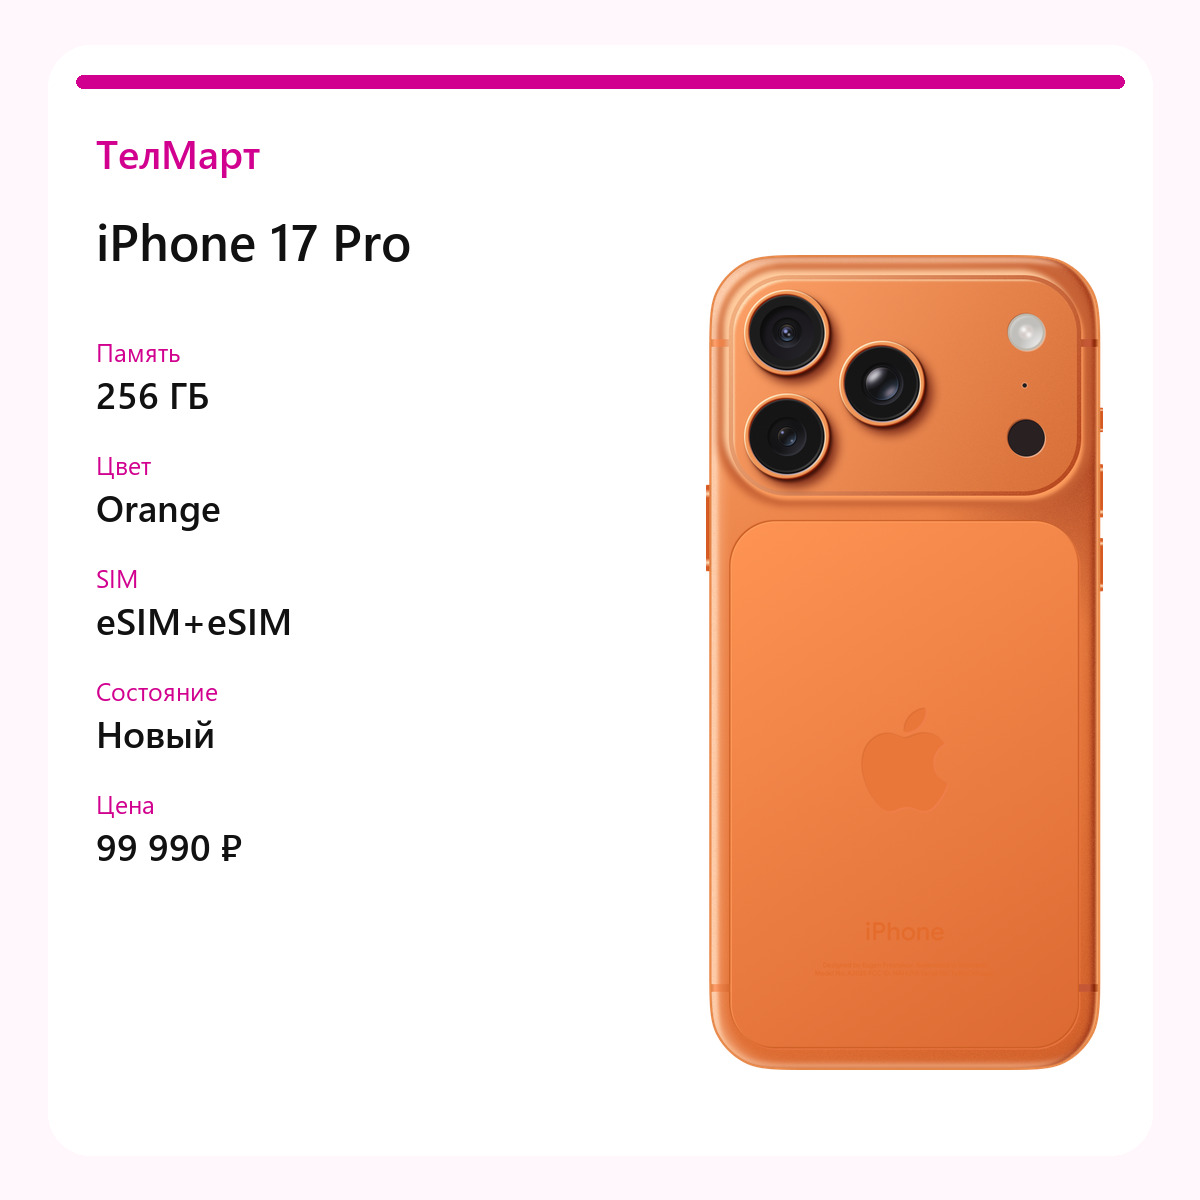 ТелМарт
iPhone 17 Pro
Память
256 ГБ
Цвет
Orange
SIM
eSIM+eSIM
Состояние
Новый
Цена
99 990 ₽
iPhone